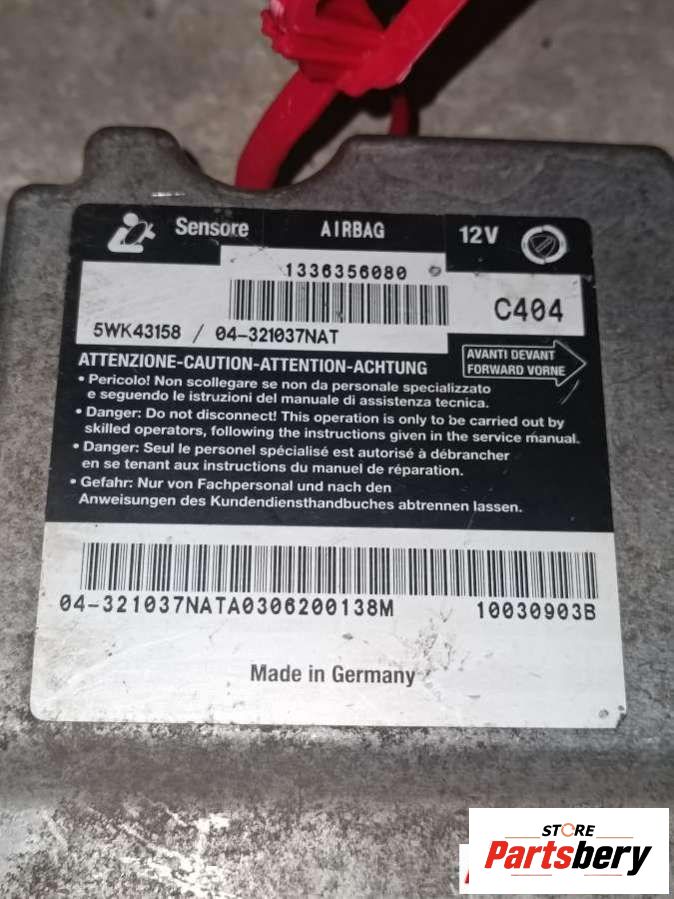 Sensore AIRBAG 12V
1336356080
C404
5WK43158 / 04-321037NAT
ATTENZIONE-CAUTION-ATTENTION-ACHTUNG
AVANTI DEVANT
FORWARD VORNE
• Pericolo! Non scollegare se non da personale specializzato
e seguendo le istruzioni del manuale di assistenza tecnica.
• Danger: Do not disconnect! This operation is only to be carried out by
skilled operators, following the instructions given in the service manual.
• Danger: Seul le personel spécialisé est autorisé à débrancher
en se tenant aux instructions du manuel de réparation.
• Gefahr: Nur von Fachpersonal und nach den
Anweisungen des Kundendiensthandbuches abtrennen lassen.
04-321037NATA0306200138M 10030903B
Made in Germany
STORE
Partsbery